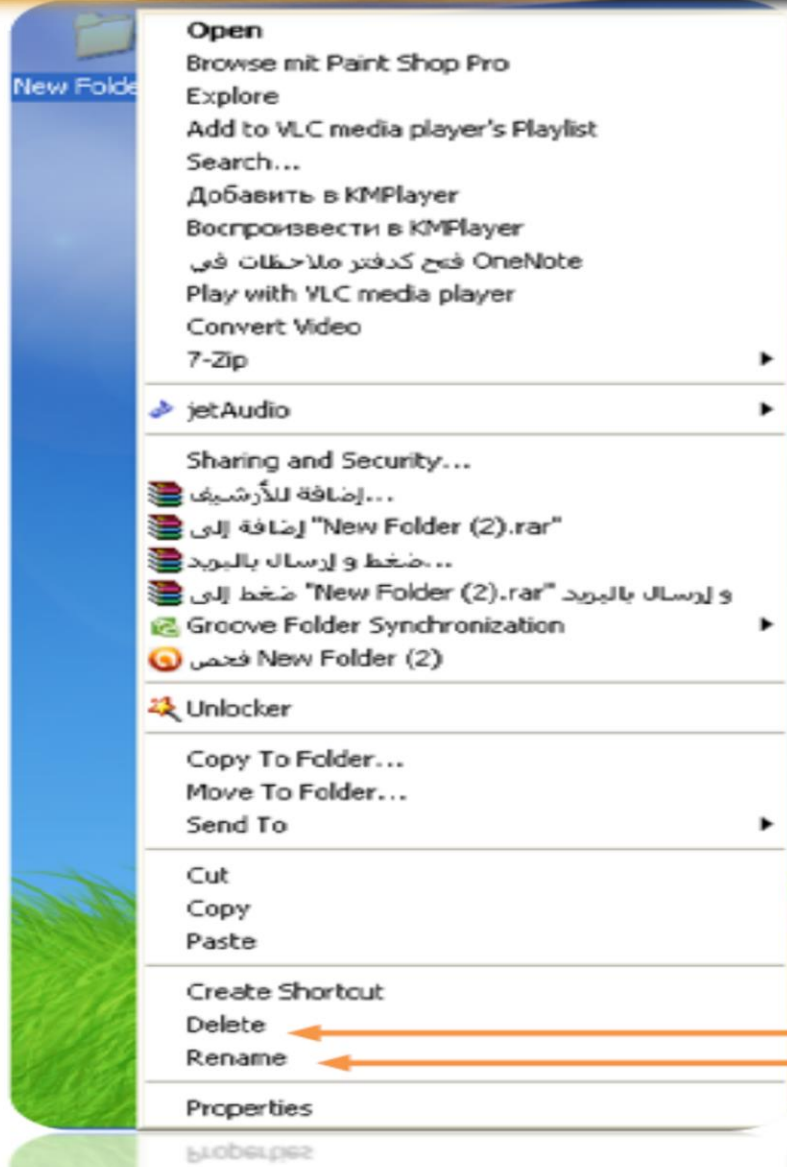 New Folde
Open
Browse mit Paint Shop Pro
Explore
Add to VLC media player's Playlist
Search...
Добавить в KMPlayer
Воспроизвести в KMPlayer
فتح كدفتر ملاحظات في OneNote
Play with VLC media player
Convert Video
7-Zip
jetAudio
Sharing and Security...
إضافة للأرشيف...
إضافة إلى "New Folder (2).rar"
ضغط و إرسال بالبريد...
ضغط إلى "New Folder (2).rar" و إرسال بالبريد
Groove Folder Synchronization
فحص New Folder (2)
Unlocker
Copy To Folder...
Move To Folder...
Send To
Cut
Copy
Paste
Create Shortcut
Delete
Rename
Properties